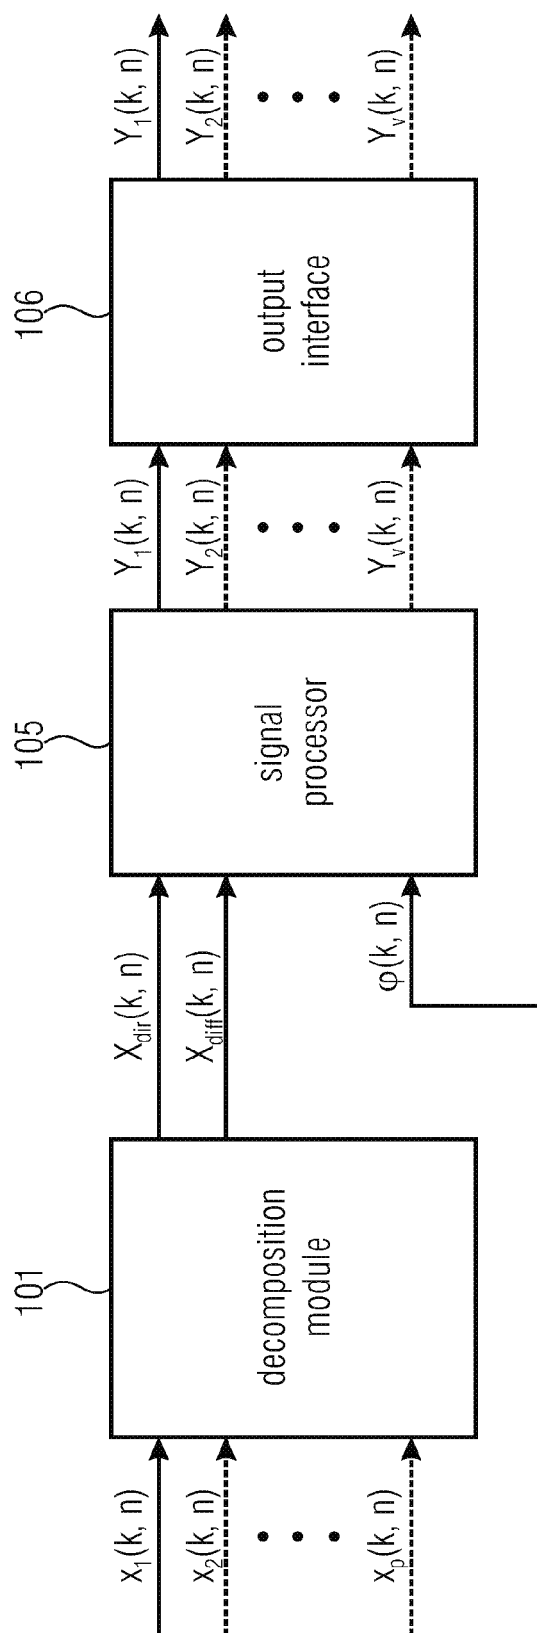 101
105
106
x1(k, n)
x2(k, n)
xp(k, n)
decomposition
module
Xdir(k, n)
Xdiff(k, n)
φ(k, n)
signal
processor
Y1(k, n)
Y2(k, n)
Yv(k, n)
output
interface
Y1(k, n)
Y2(k, n)
Yv(k, n)